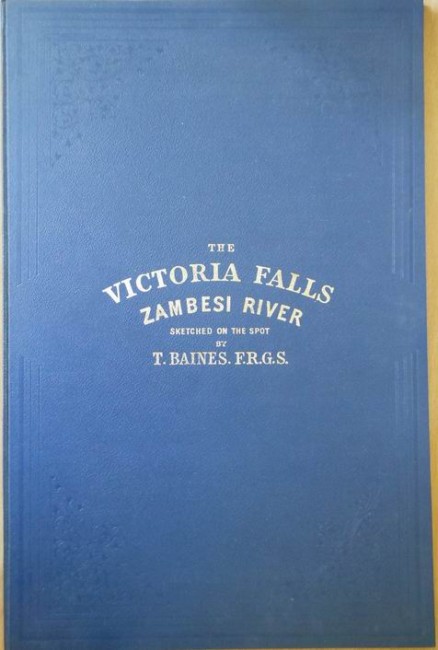 THE
VICTORIA FALLS
ZAMBESI RIVER
SKETCHED ON THE SPOT
BY
T. BAINES. F.R.G.S.